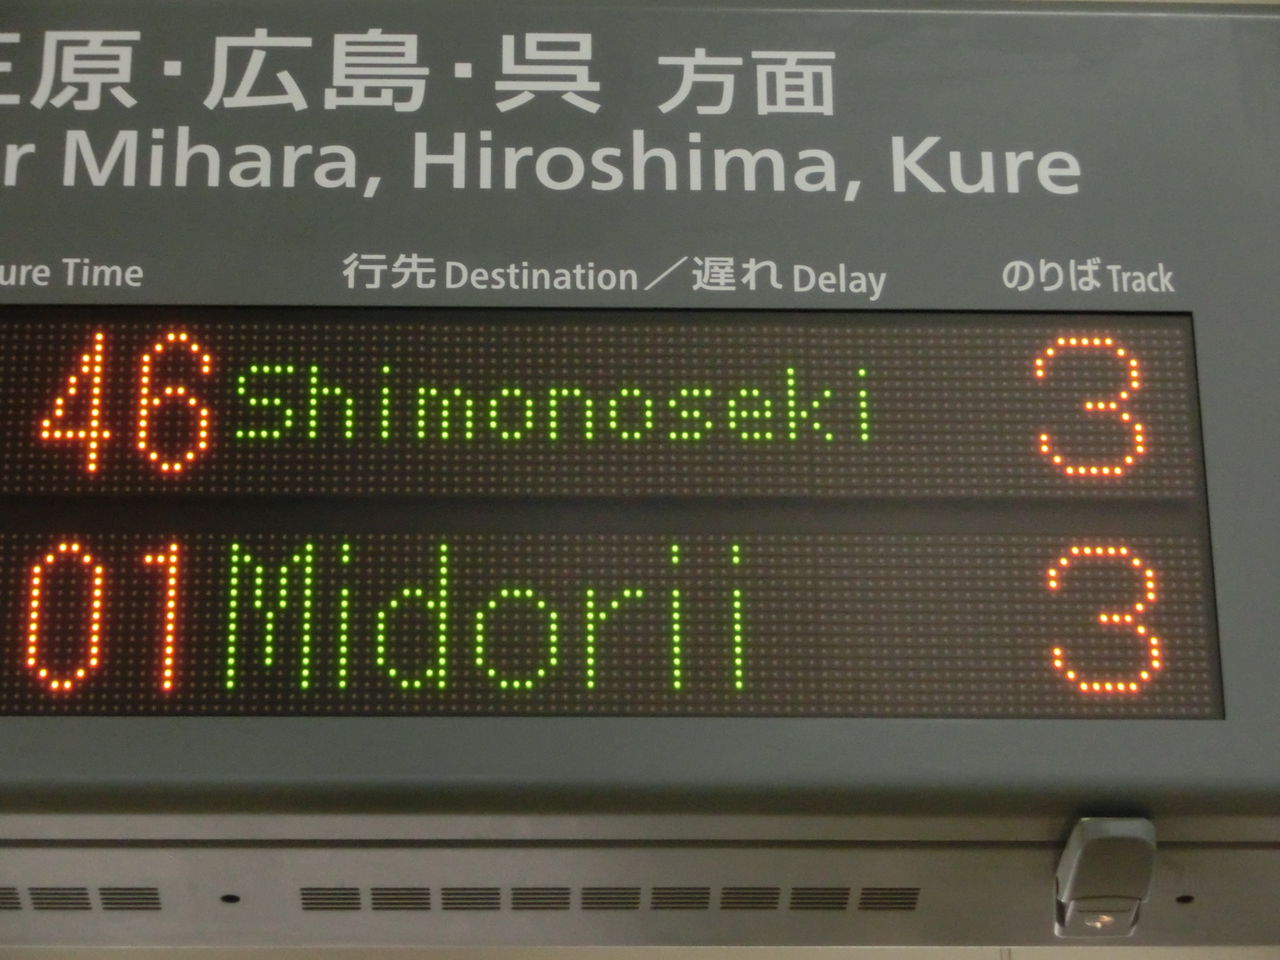 原・広島・呉 方面
r Mihara, Hiroshima, Kure
ure Time 行先 Destination／遅れ Delay のりば Track
46 Shimonoseki 3
01 Midorii 3